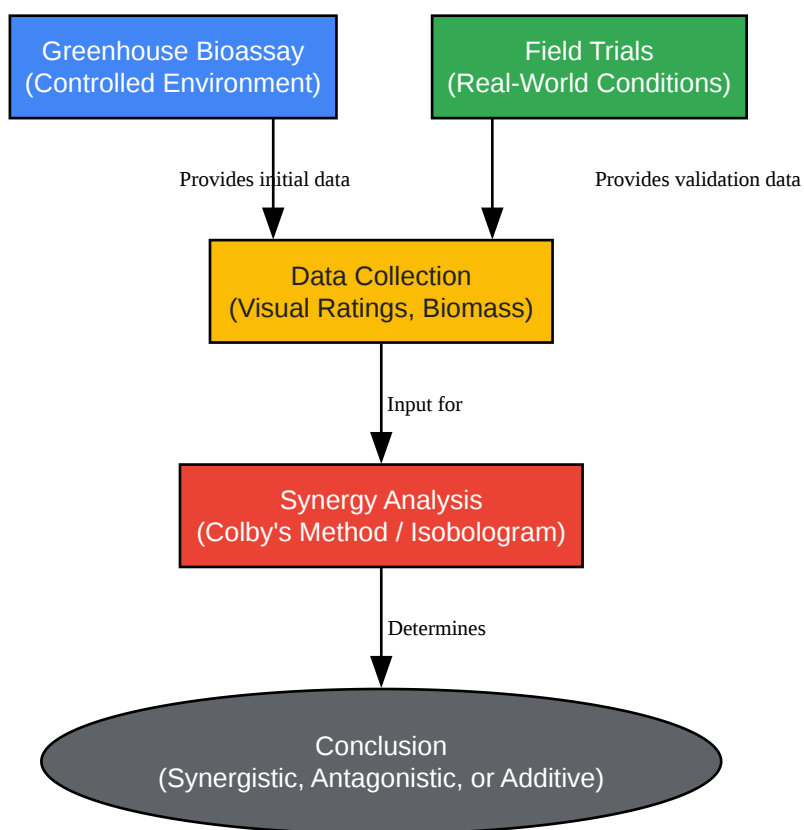 Greenhouse Bioassay
(Controlled Environment)
Field Trials
(Real-World Conditions)
Provides initial data
Provides validation data
Data Collection
(Visual Ratings, Biomass)
Input for
Synergy Analysis
(Colby's Method / Isobologram)
Determines
Conclusion
(Synergistic, Antagonistic, or Additive)